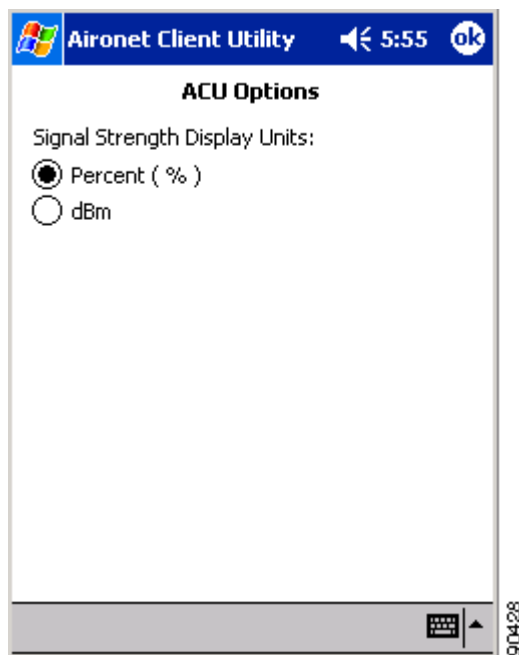 Aironet Client Utility 5:55 ok
ACU Options
Signal Strength Display Units:
Percent ( % )
dBm
90428